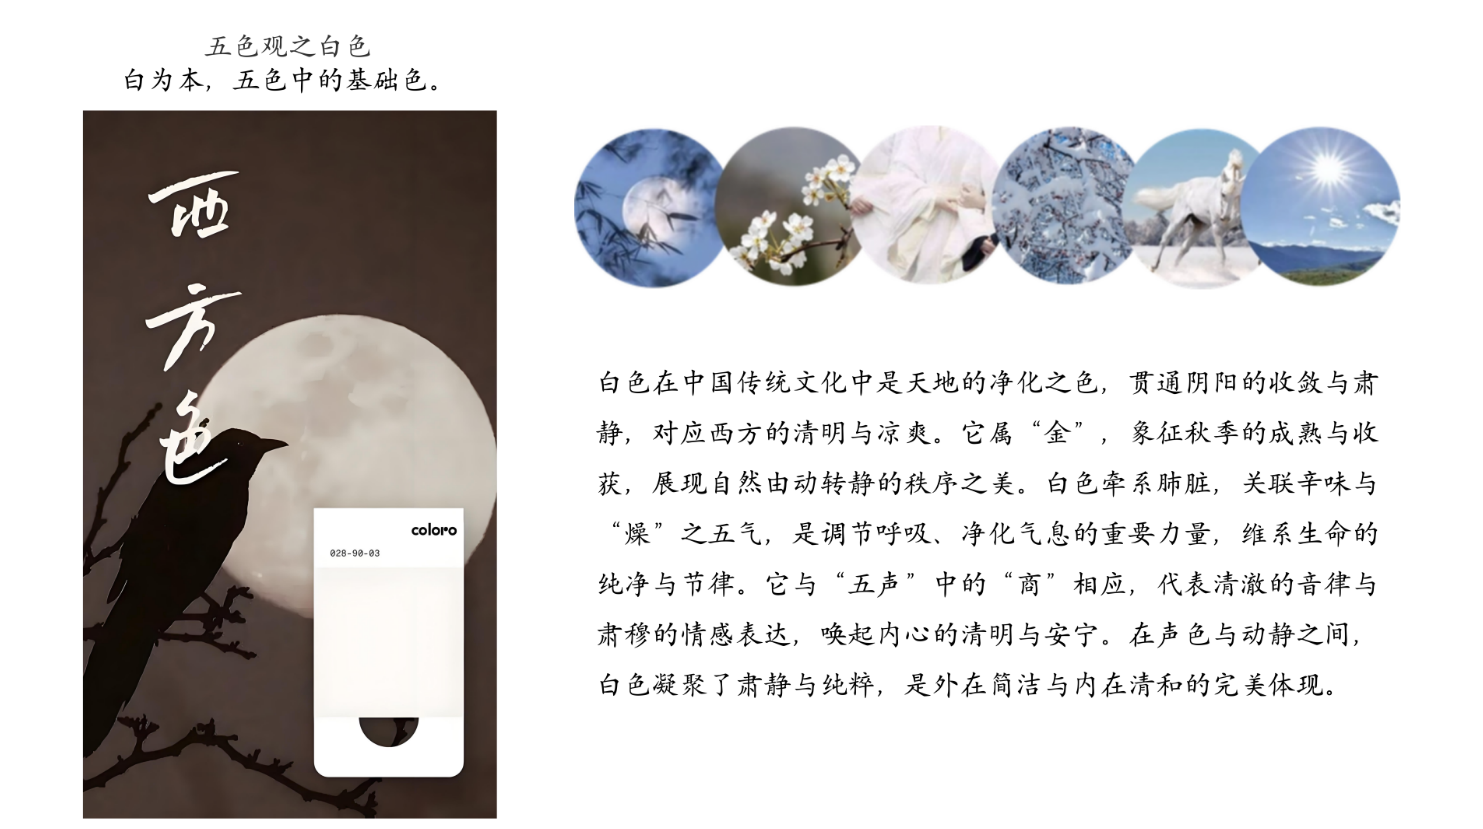 五色观之白色
白为本，五色中的基础色。
西
方
色
coloro
028-90-03
白色在中国传统文化中是天地的净化之色，贯通阴阳的收敛与肃
静，对应西方的清明与凉爽。它属“金”，象征秋季的成熟与收
获，展现自然由动转静的秩序之美。白色牵系肺脏，关联辛味与
“燥”之五气，是调节呼吸、净化气息的重要力量，维系生命的
纯净与节律。它与“五声”中的“商”相应，代表清澈的音律与
肃穆的情感表达，唤起内心的清明与安宁。在声色与动静之间，
白色凝聚了肃静与纯粹，是外在简洁与内在清和的完美体现。